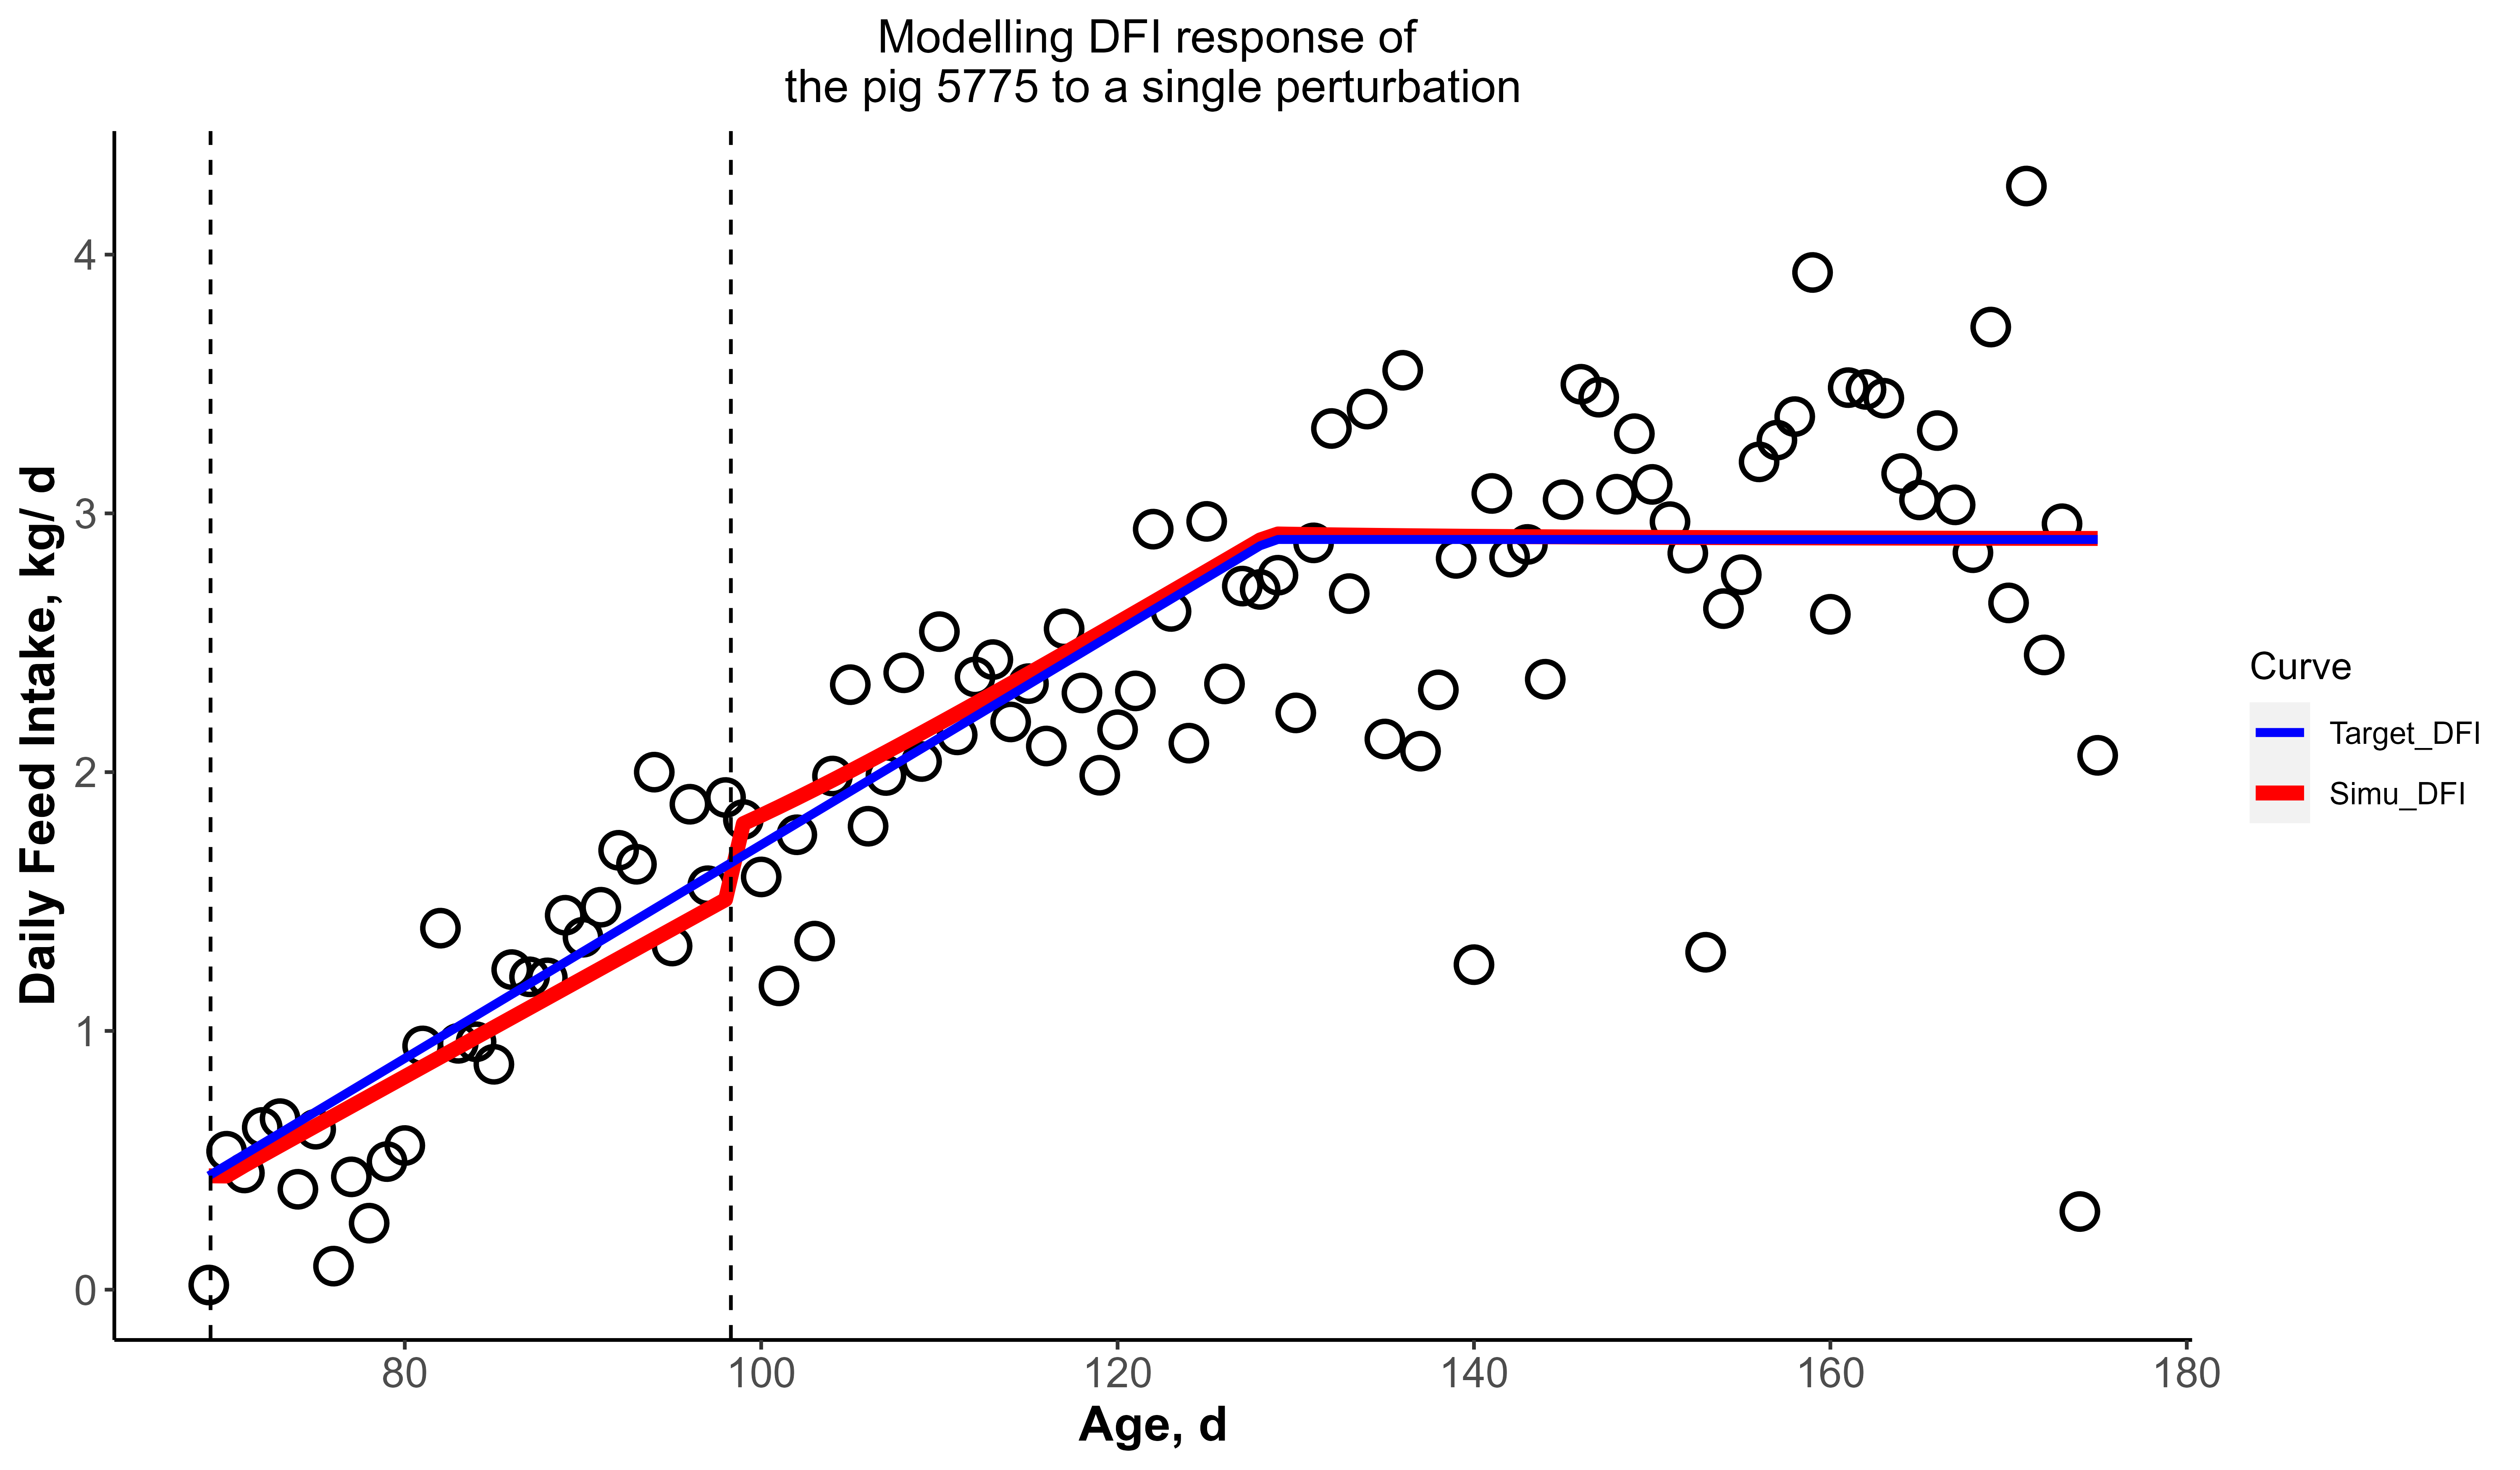 Modelling DFI response of
the pig 5775 to a single perturbation
Daily Feed Intake, kg/ d
4
3
2
1
0
80
100
120
140
160
180
Age, d
Curve
Target_DFI
Simu_DFI